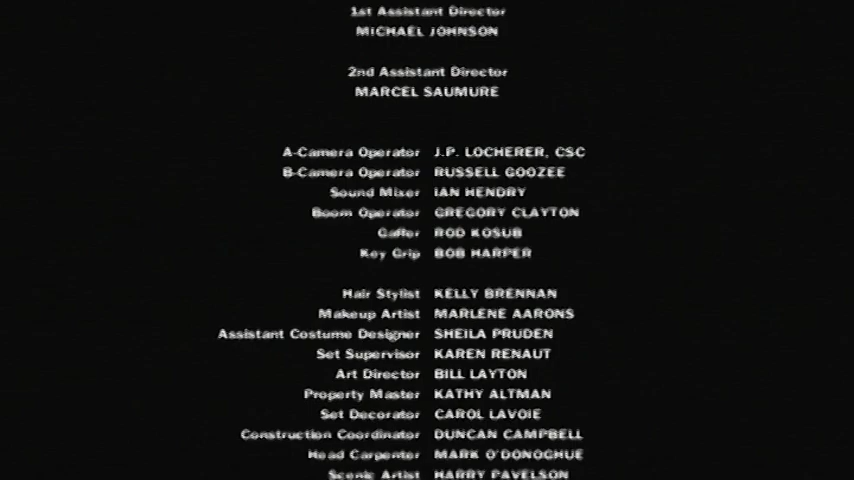 1st Assistant Director
MICHAEL JOHNSON
2nd Assistant Director
MARCEL SAUMURE
A-Camera Operator J.P. LOCHERER, CSC
B-Camera Operator RUSSELL GOOZEE
Sound Mixer IAN HENDRY
Boom Operator GREGORY CLAYTON
Gaffer ROD KOSUB
Key Grip BOB HARPER
Hair Stylist KELLY BRENNAN
Makeup Artist MARLENE AARONS
Assistant Costume Designer SHEILA PRUDEN
Set Supervisor KAREN RENAUT
Art Director BILL LAYTON
Property Master KATHY ALTMAN
Set Decorator CAROL LAVOIE
Construction Coordinator DUNCAN CAMPBELL
Head Carpenter MARK O'DONOGHUE
Scenic Artist HARRY PAVELSON